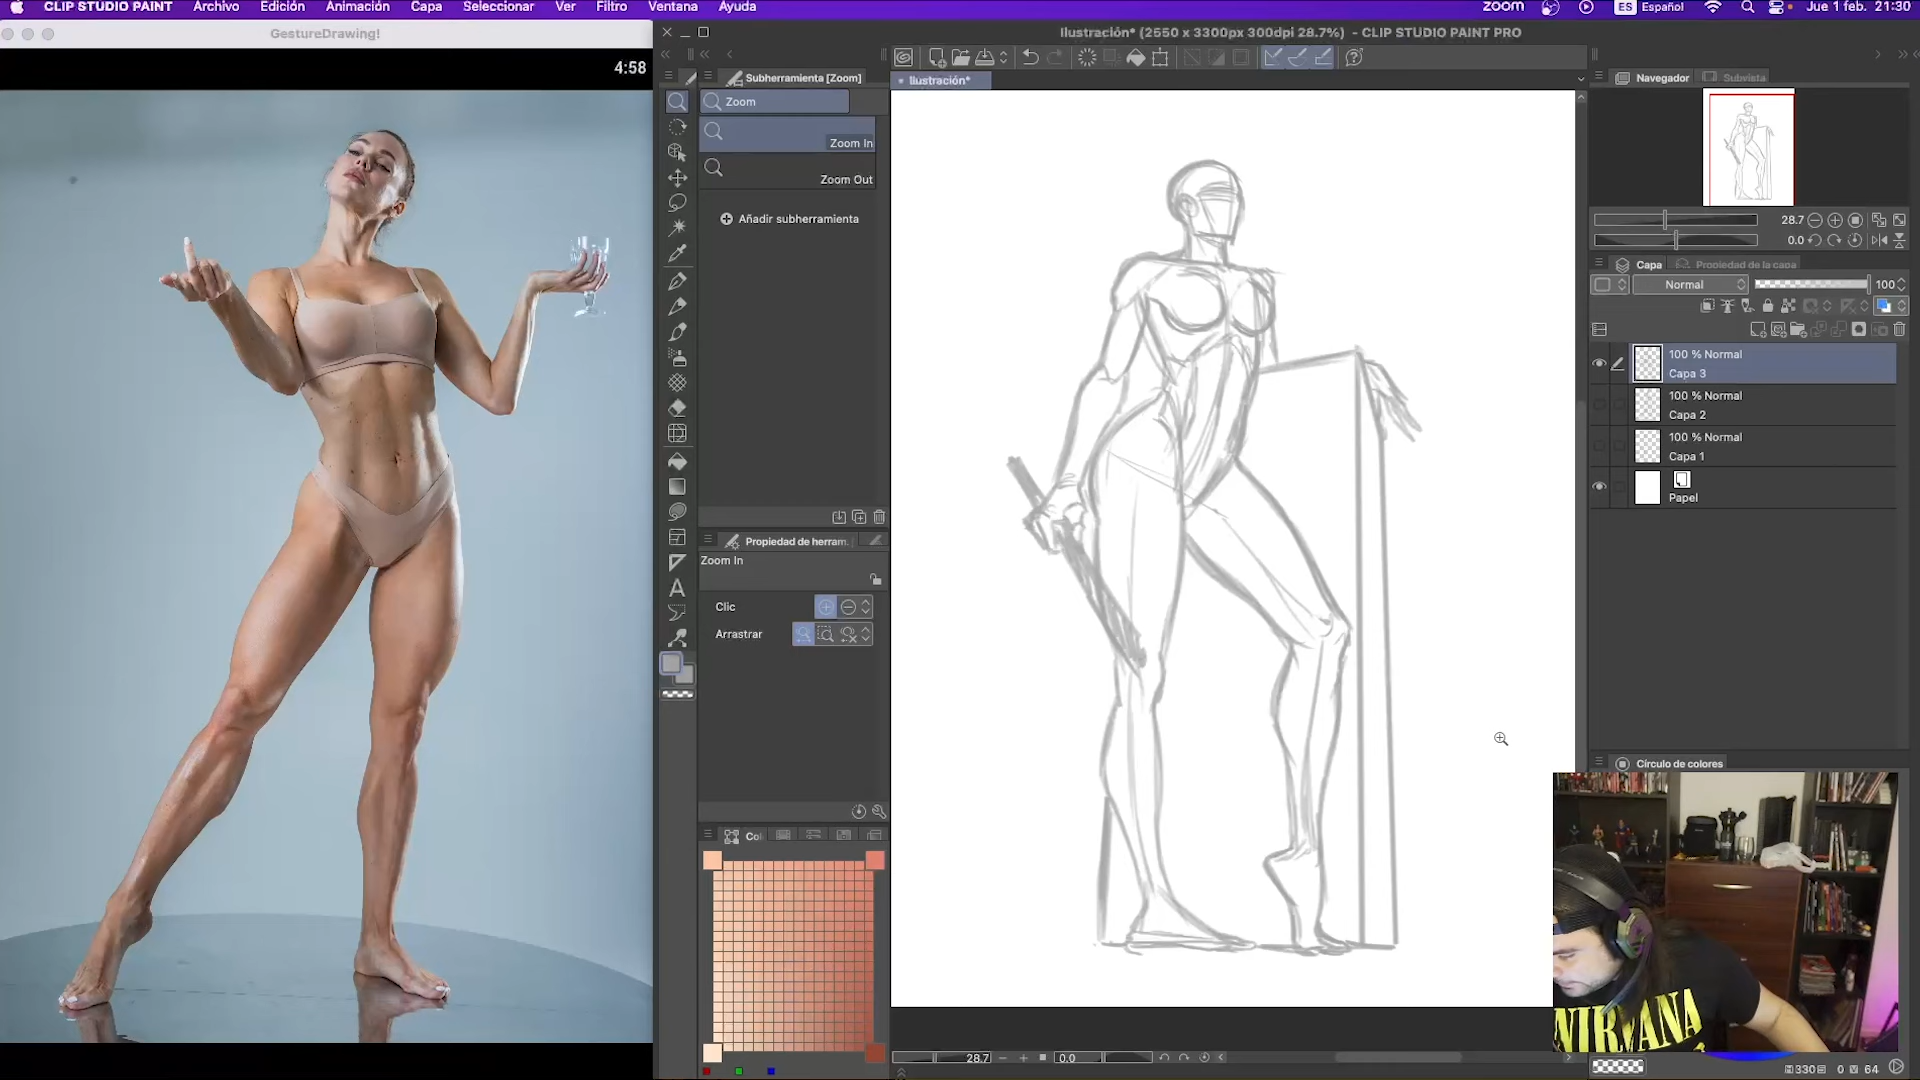 CLIP STUDIO PAINT Archivo Edición Animación Capa Seleccionar Ver Filtro Ventana Ayuda zoom ES Español Jue 1 feb. 21:30
GestureDrawing!
Ilustración* (2550 x 3300px 300dpi 28.7%) - CLIP STUDIO PAINT PRO
4:58
Subherramienta [Zoom]
Ilustración*
Navegador Subvista
Zoom
Zoom In
Zoom Out
Añadir subherramienta
28.7
0.0
Capa Propiedad de la capa
Normal 100
100 % Normal
Capa 3
100 % Normal
Capa 2
100 % Normal
Capa 1
Papel
Propiedad de herram.
Zoom In
Clic
Arrastrar
A
Círculo de colores
Col
NIRVANA
28.7 0.0
330 0 V 64